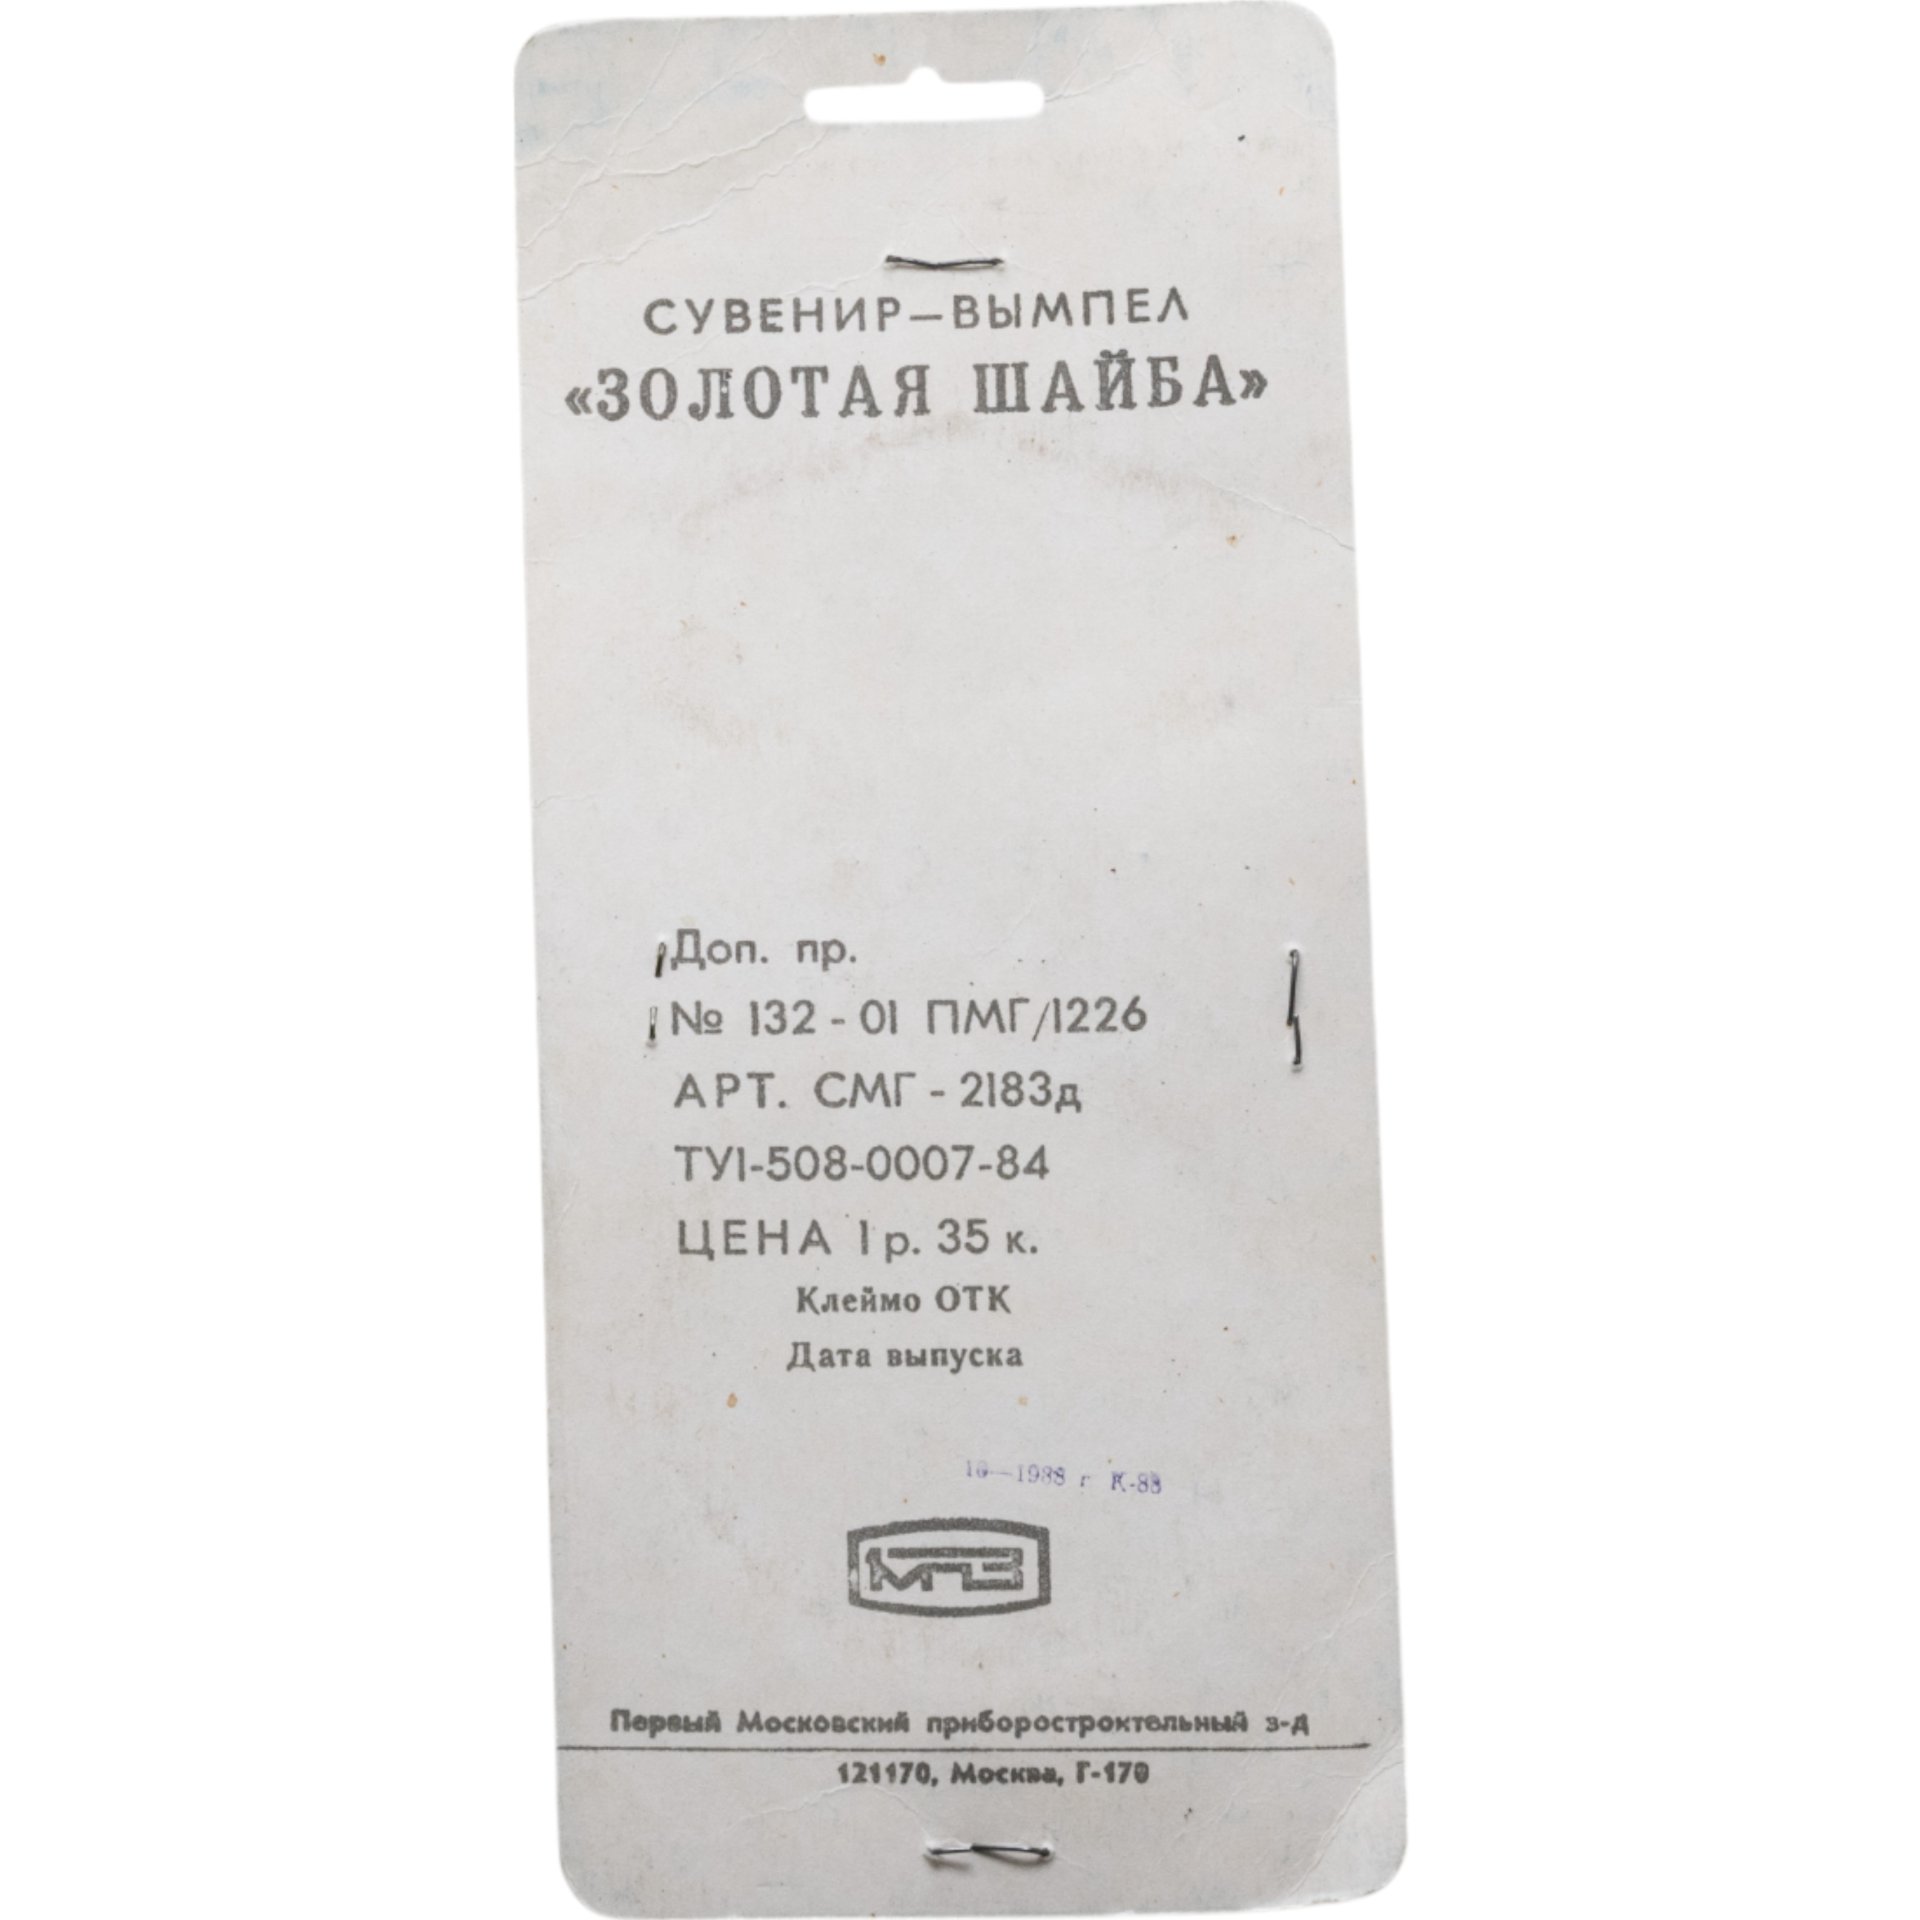 СУВЕНИР—ВЫМПЕЛ
«ЗОЛОТАЯ ШАЙБА»
Доп. пр.
№ 132-01 ПМГ/1226
АРТ. СМГ-2183д
ТУ1-508-0007-84
ЦЕНА 1 р. 35 к.
Клеймо ОТК
Дата выпуска
10—1988 г К-88
1МПЗ
Первый Московский приборостроительный з-д
121170, Москва, Г-170